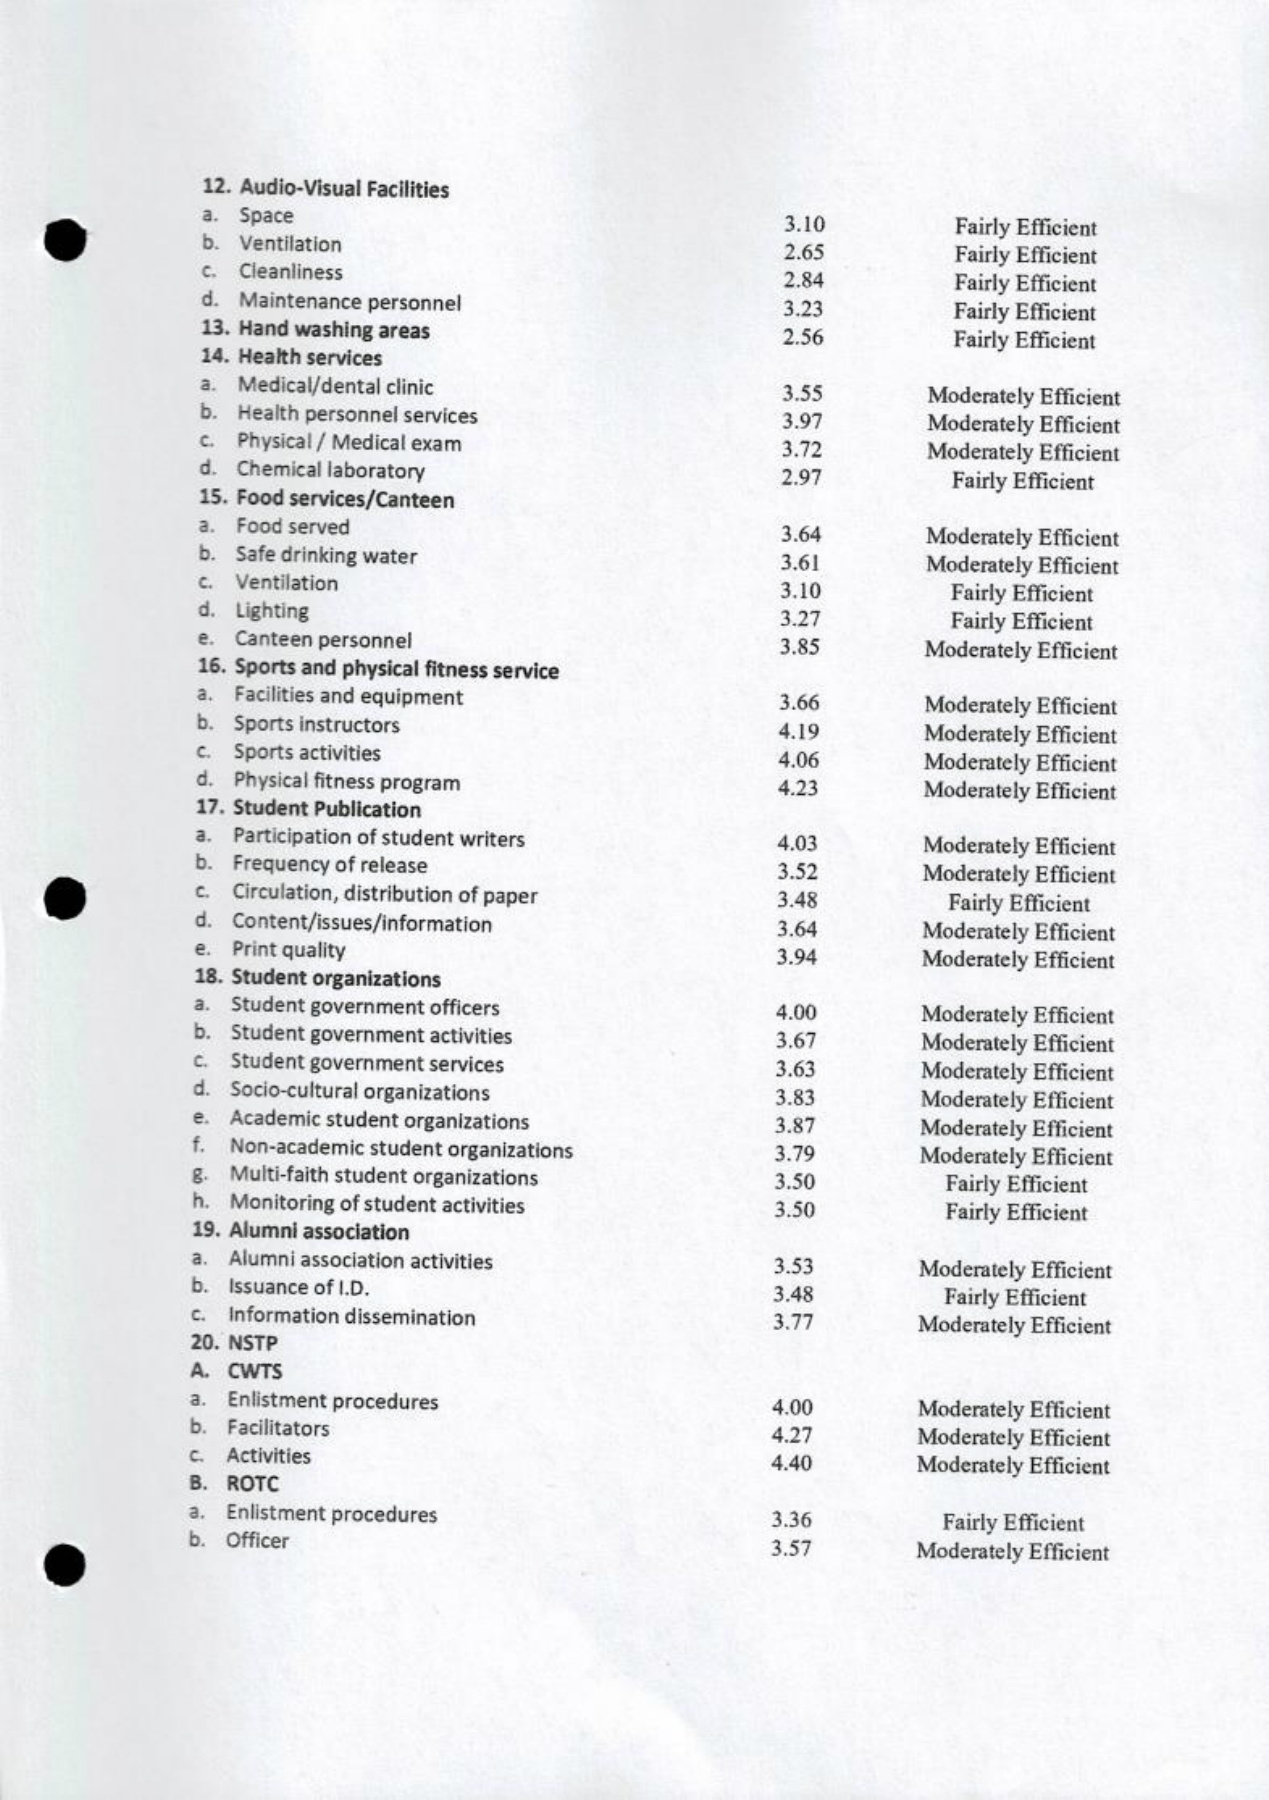 12. Audio-Visual Facilities
a. Space 3.10 Fairly Efficient
b. Ventilation 2.65 Fairly Efficient
c. Cleanliness 2.84 Fairly Efficient
d. Maintenance personnel 3.23 Fairly Efficient
13. Hand washing areas 2.56 Fairly Efficient
14. Health services
a. Medical/dental clinic 3.55 Moderately Efficient
b. Health personnel services 3.97 Moderately Efficient
c. Physical / Medical exam 3.72 Moderately Efficient
d. Chemical laboratory 2.97 Fairly Efficient
15. Food services/Canteen
a. Food served 3.64 Moderately Efficient
b. Safe drinking water 3.61 Moderately Efficient
c. Ventilation 3.10 Fairly Efficient
d. Lighting 3.27 Fairly Efficient
e. Canteen personnel 3.85 Moderately Efficient
16. Sports and physical fitness service
a. Facilities and equipment 3.66 Moderately Efficient
b. Sports instructors 4.19 Moderately Efficient
c. Sports activities 4.06 Moderately Efficient
d. Physical fitness program 4.23 Moderately Efficient
17. Student Publication
a. Participation of student writers 4.03 Moderately Efficient
b. Frequency of release 3.52 Moderately Efficient
c. Circulation, distribution of paper 3.48 Fairly Efficient
d. Content/issues/information 3.64 Moderately Efficient
e. Print quality 3.94 Moderately Efficient
18. Student organizations
a. Student government officers 4.00 Moderately Efficient
b. Student government activities 3.67 Moderately Efficient
c. Student government services 3.63 Moderately Efficient
d. Socio-cultural organizations 3.83 Moderately Efficient
e. Academic student organizations 3.87 Moderately Efficient
f. Non-academic student organizations 3.79 Moderately Efficient
g. Multi-faith student organizations 3.50 Fairly Efficient
h. Monitoring of student activities 3.50 Fairly Efficient
19. Alumni association
a. Alumni association activities 3.53 Moderately Efficient
b. Issuance of I.D. 3.48 Fairly Efficient
c. Information dissemination 3.77 Moderately Efficient
20. NSTP
A. CWTS
a. Enlistment procedures 4.00 Moderately Efficient
b. Facilitators 4.27 Moderately Efficient
c. Activities 4.40 Moderately Efficient
B. ROTC
a. Enlistment procedures 3.36 Fairly Efficient
b. Officer 3.57 Moderately Efficient